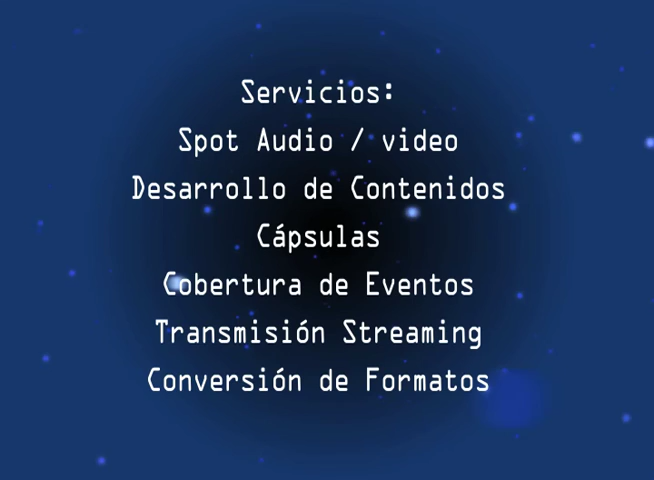 Servicios:
Spot Audio / video
Desarrollo de Contenidos
Cápsulas
Cobertura de Eventos
Transmisión Streaming
Conversión de Formatos